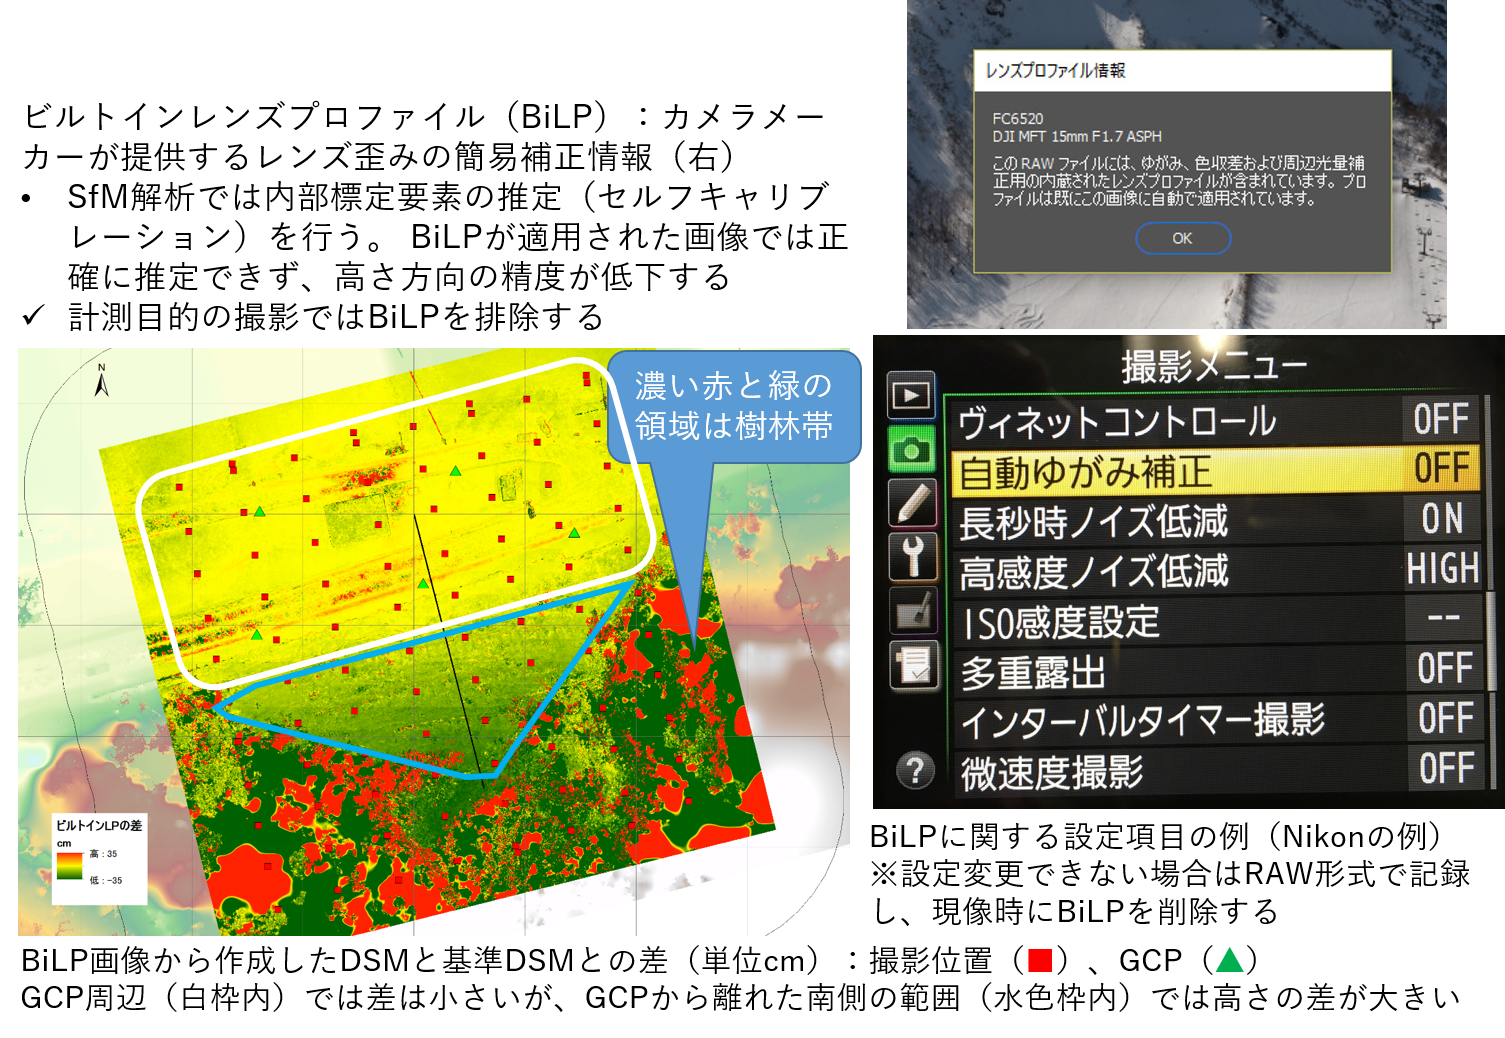 ビルトインレンズプロファイル（BiLP）：カメラメー
カーが提供するレンズ歪みの簡易補正情報（右）
• SfM解析では内部標定要素の推定（セルフキャリブ
レーション）を行う。 BiLPが適用された画像では正
確に推定できず、高さ方向の精度が低下する
✓ 計測目的の撮影ではBiLPを排除する
レンズプロファイル情報
FC6520
DJI MFT 15mm F1.7 ASPH
この RAW ファイルには、ゆがみ、色収差および周辺光量補
正用の内蔵されたレンズプロファイルが含まれています。プロ
ファイルは既にこの画像に自動で適用されています。
OK
N
濃い赤と緑の
領域は樹林帯
ビルトインLPの差
cm
高 : 35
低 : -35
撮影メニュー
ヴィネットコントロール OFF
自動ゆがみ補正 OFF
長秒時ノイズ低減 ON
高感度ノイズ低減 HIGH
ISO感度設定 --
多重露出 OFF
インターバルタイマー撮影 OFF
微速度撮影 OFF
?
BiLPに関する設定項目の例（Nikonの例）
※設定変更できない場合はRAW形式で記録
し、現像時にBiLPを削除する
BiLP画像から作成したDSMと基準DSMとの差（単位cm）：撮影位置（■）、GCP（▲）
GCP周辺（白枠内）では差は小さいが、GCPから離れた南側の範囲（水色枠内）では高さの差が大きい